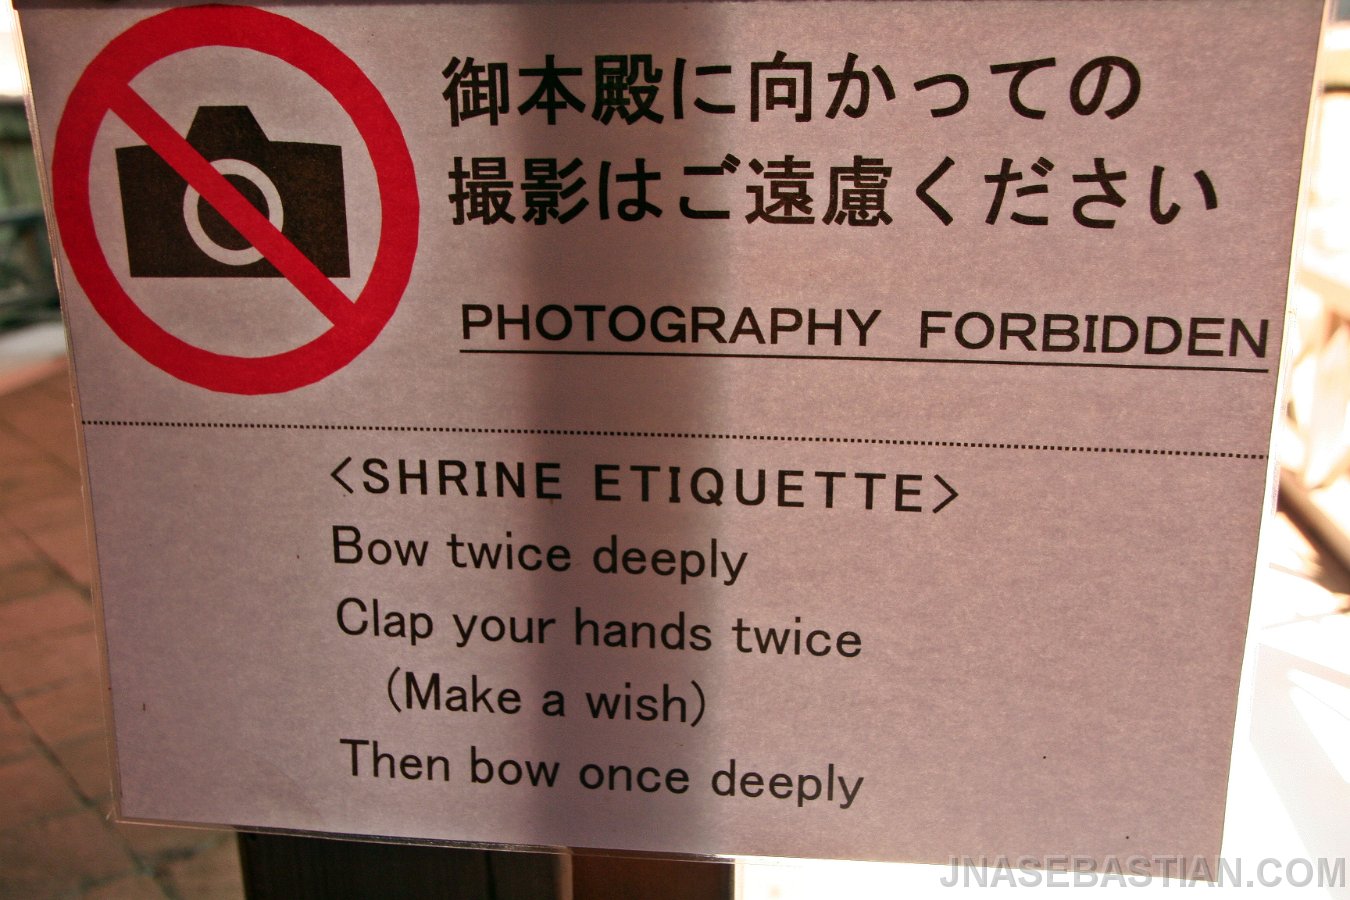 御本殿に向かっての
撮影はご遠慮ください
PHOTOGRAPHY FORBIDDEN
<SHRINE ETIQUETTE>
Bow twice deeply
Clap your hands twice
(Make a wish)
Then bow once deeply
JNASEBASTIAN.COM